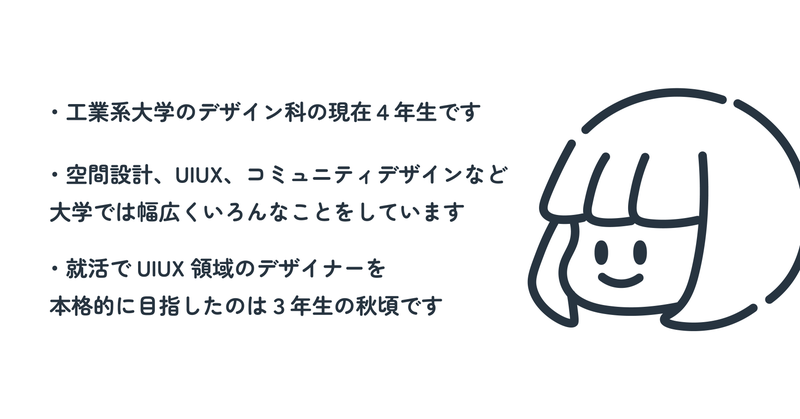 ・工業系大学のデザイン科の現在4年生です
・空間設計、UIUX、コミュニティデザインなど
大学では幅広くいろんなことをしています
・就活で UIUX 領域のデザイナーを
本格的に目指したのは3年生の秋頃です